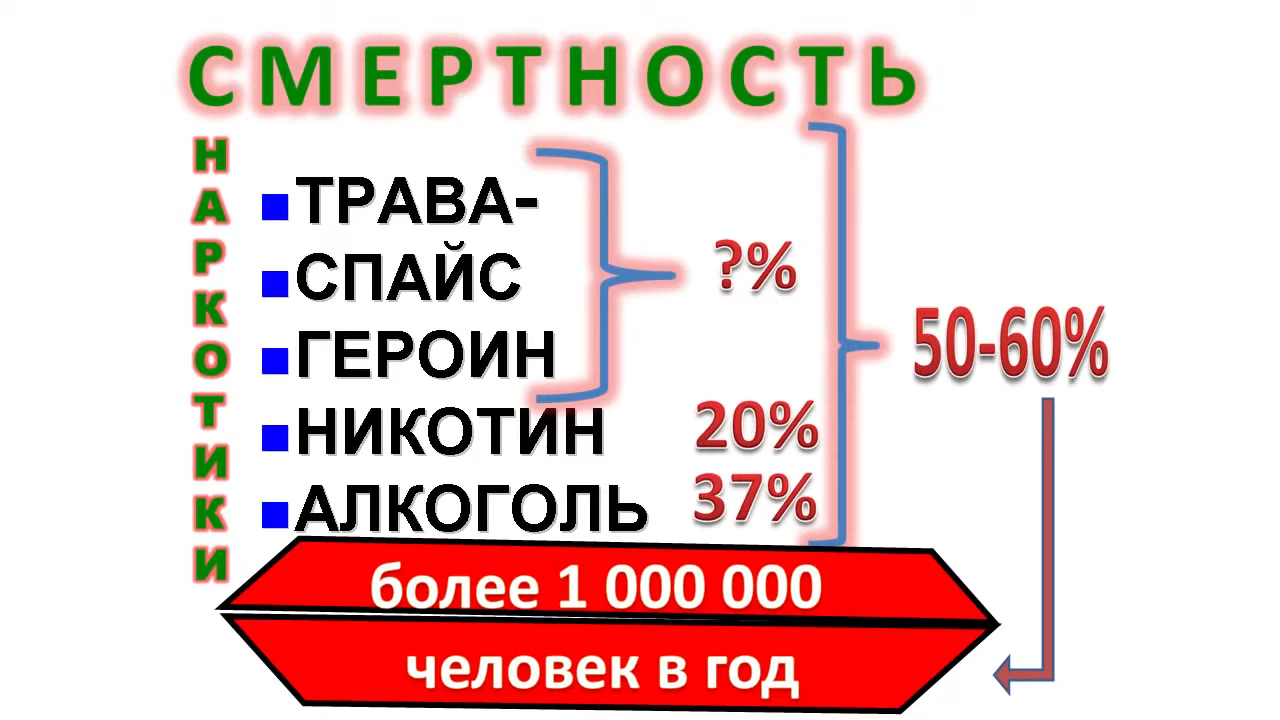 СМЕРТНОСТЬ
НАРКОТИКИ
ТРАВА-
СПАЙС
ГЕРОИН
?%
НИКОТИН 20%
АЛКОГОЛЬ 37%
50-60%
более 1 000 000
человек в год